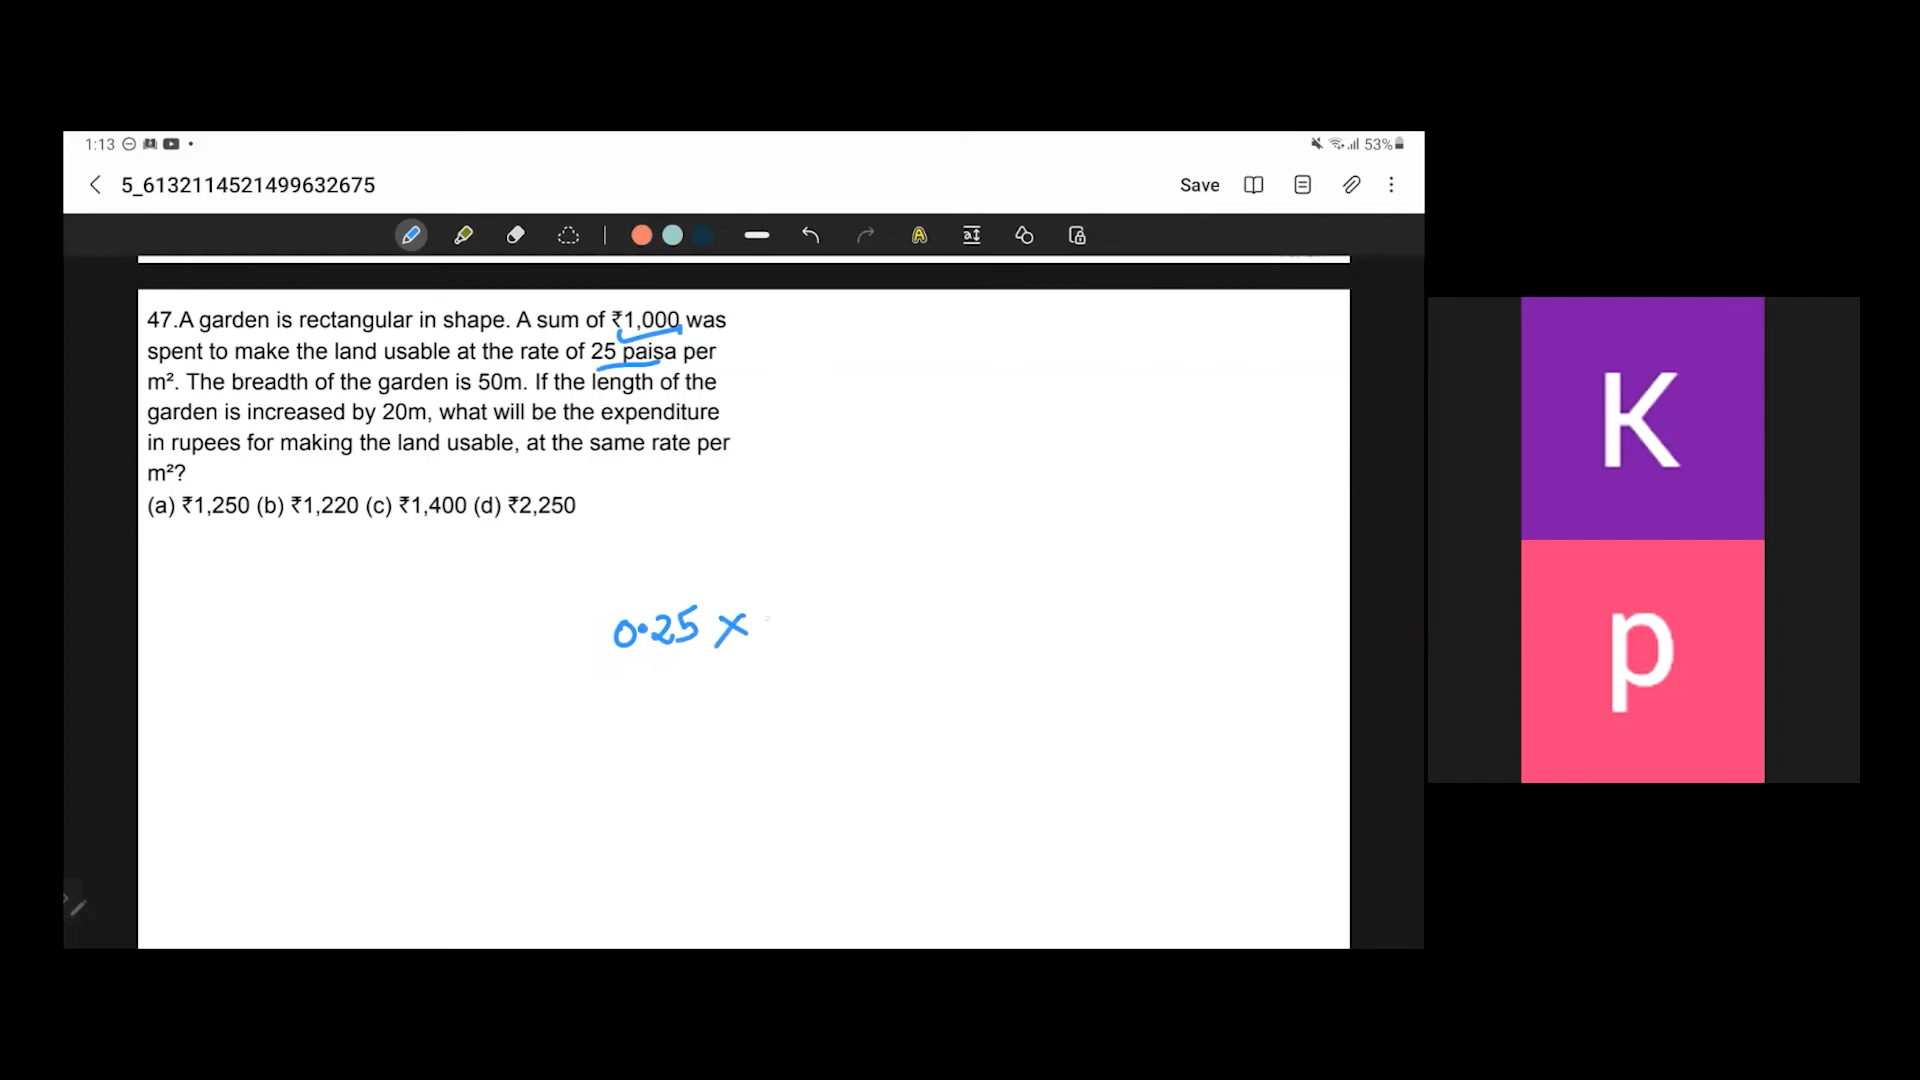 1:13 53%
5_6132114521499632675 Save
47.A garden is rectangular in shape. A sum of ₹1,000 was
spent to make the land usable at the rate of 25 paisa per
m². The breadth of the garden is 50m. If the length of the
garden is increased by 20m, what will be the expenditure
in rupees for making the land usable, at the same rate per
m²?
(a) ₹1,250 (b) ₹1,220 (c) ₹1,400 (d) ₹2,250
0.25 ×
K
p